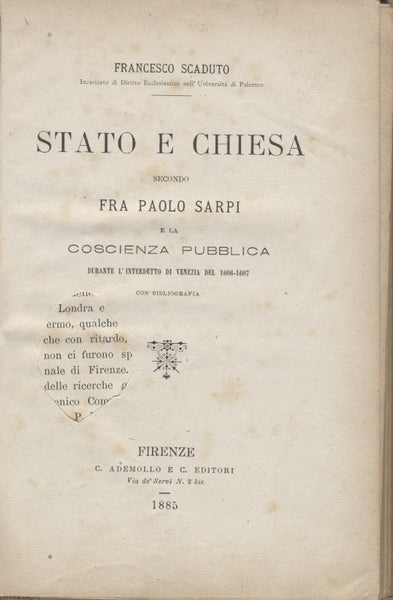 FRANCESCO SCADUTO
Incaricato di Diritto Ecclesiastico nell' Università di Palermo
STATO E CHIESA
SECONDO
FRA PAOLO SARPI
E LA
COSCIENZA PUBBLICA
DURANTE L'INTERDETTO DI VENEZIA DEL 1606-1607
CON BIBLIOGRAFIA
Londra e
ermo, qualche
che con ritardo,
non ci furono sp
nale di Firenze.
delle ricerche
enico Com
P.
FIRENZE
C. ADEMOLLO E C. EDITORI
Via de' Servi N. 2 bis.
1885